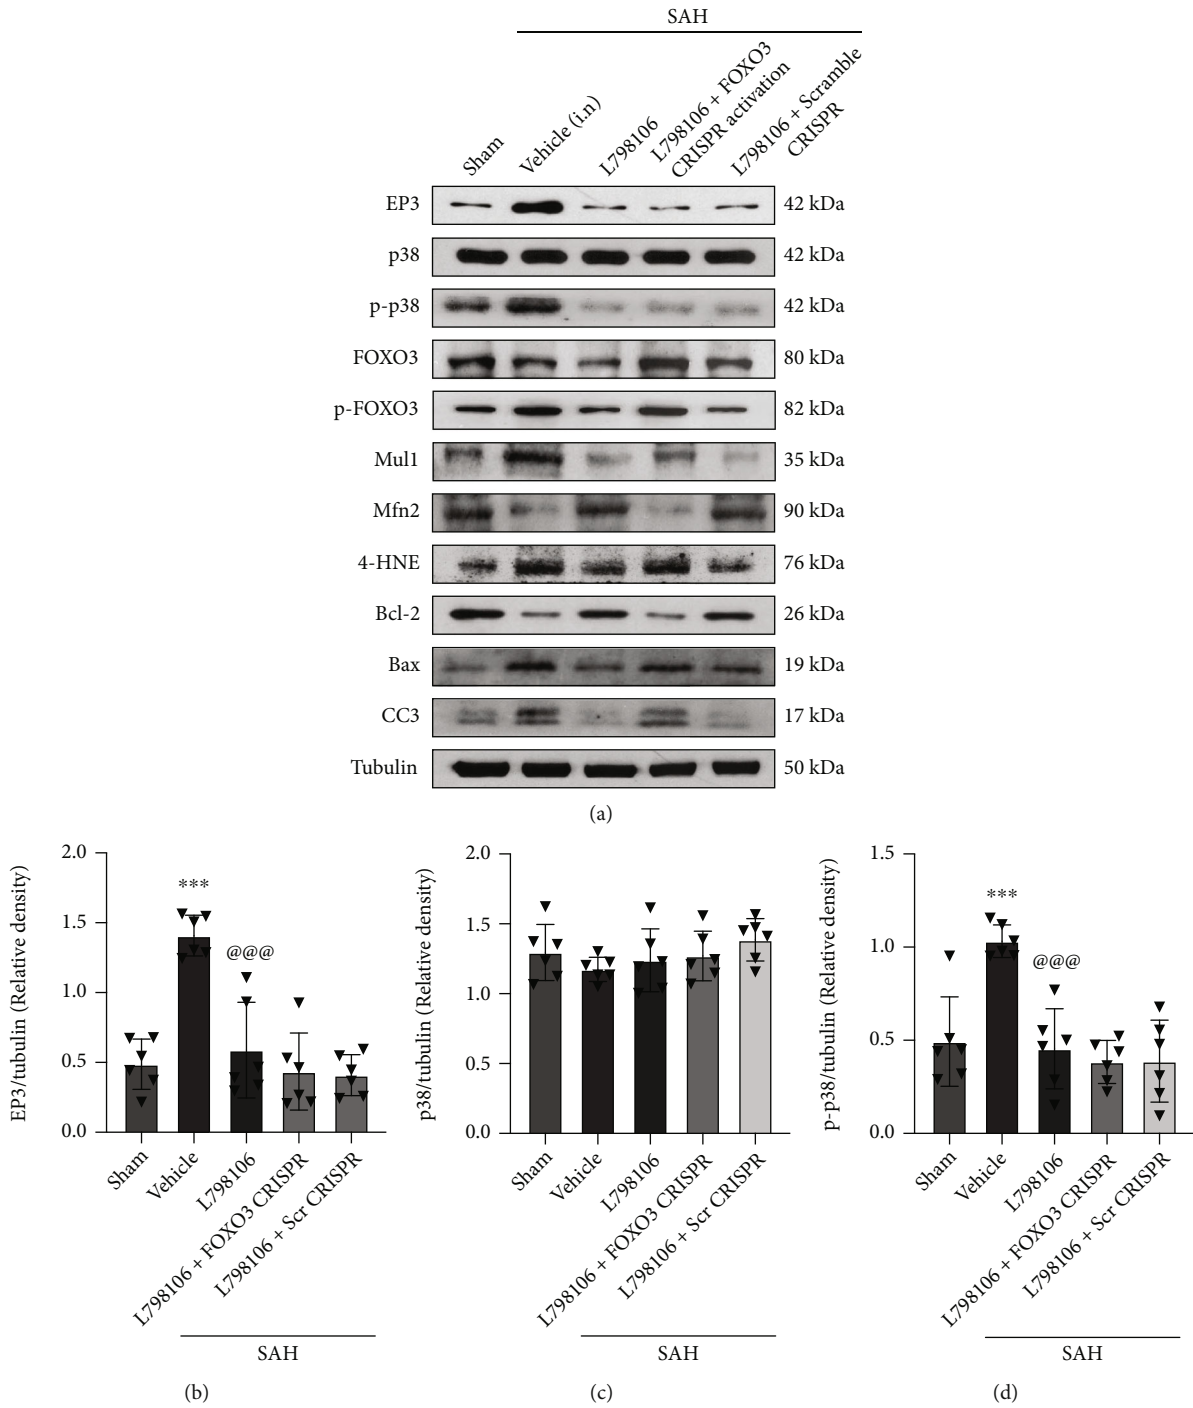 SAH
Sham
Vehicle (i.n)
L798106
L798106 + FOXO3
CRISPR activation
L798106 + Scramble
CRISPR
EP3 42 kDa
p38 42 kDa
p-p38 42 kDa
FOXO3 80 kDa
p-FOXO3 82 kDa
Mul1 35 kDa
Mfn2 90 kDa
4-HNE 76 kDa
Bcl-2 26 kDa
Bax 19 kDa
CC3 17 kDa
Tubulin 50 kDa
(a)
EP3/tubulin (Relative density)
2.0
1.5
1.0
0.5
0.0
***
@@@
Sham
Vehicle
L798106
L798106 + FOXO3 CRISPR
L798106 + Scr CRISPR
SAH
(b)
p38/tubulin (Relative density)
2.0
1.5
1.0
0.5
0.0
Sham
Vehicle
L798106
L798106 + FOXO3 CRISPR
L798106 + Scr CRISPR
SAH
(c)
p-p38/tubulin (Relative density)
1.5
1.0
0.5
0.0
***
@@@
Sham
Vehicle
L798106
L798106 + FOXO3 CRISPR
L798106 + Scr CRISPR
SAH
(d)